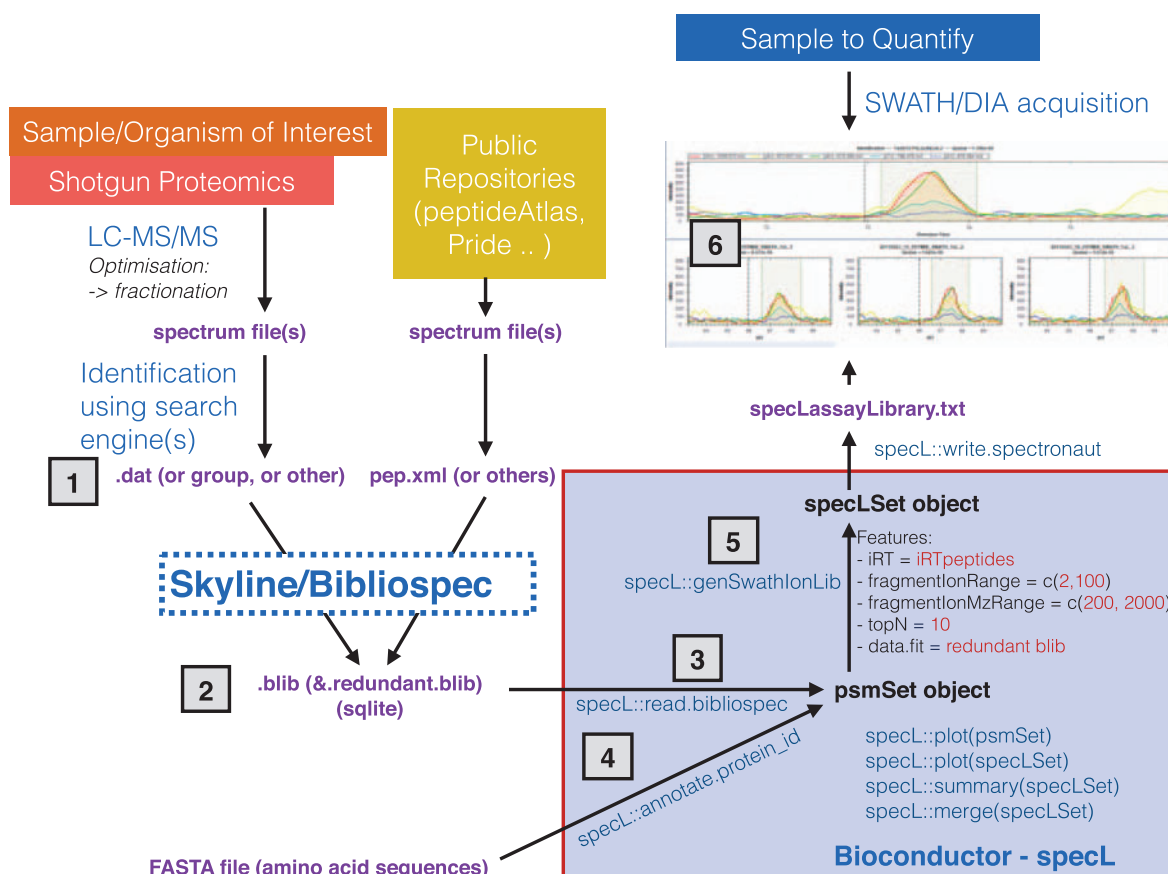 Sample to Quantify
SWATH/DIA acquisition
Sample/Organism of Interest
Shotgun Proteomics
Public
Repositories
(peptideAtlas,
Pride .. )
LC-MS/MS
Optimisation:
-> fractionation
spectrum file(s)
spectrum file(s)
Identification
using search
engine(s)
1
.dat (or group, or other)
pep.xml (or others)
Skyline/Bibliospec
2
.blib (&.redundant.blib)
(sqlite)
6
specLassayLibrary.txt
specL::write.spectronaut
specLSet object
5
specL::genSwathIonLib
Features:
- iRT = iRTpeptides
- fragmentIonRange = c(2,100)
- fragmentIonMzRange = c(200, 2000)
- topN = 10
- data.fit = redundant blib
3
specL::read.bibliospec
psmSet object
4
specL::annotate.protein_id
specL::plot(psmSet)
specL::plot(specLSet)
specL::summary(specLSet)
specL::merge(specLSet)
FASTA file (amino acid sequences)
Bioconductor - specL